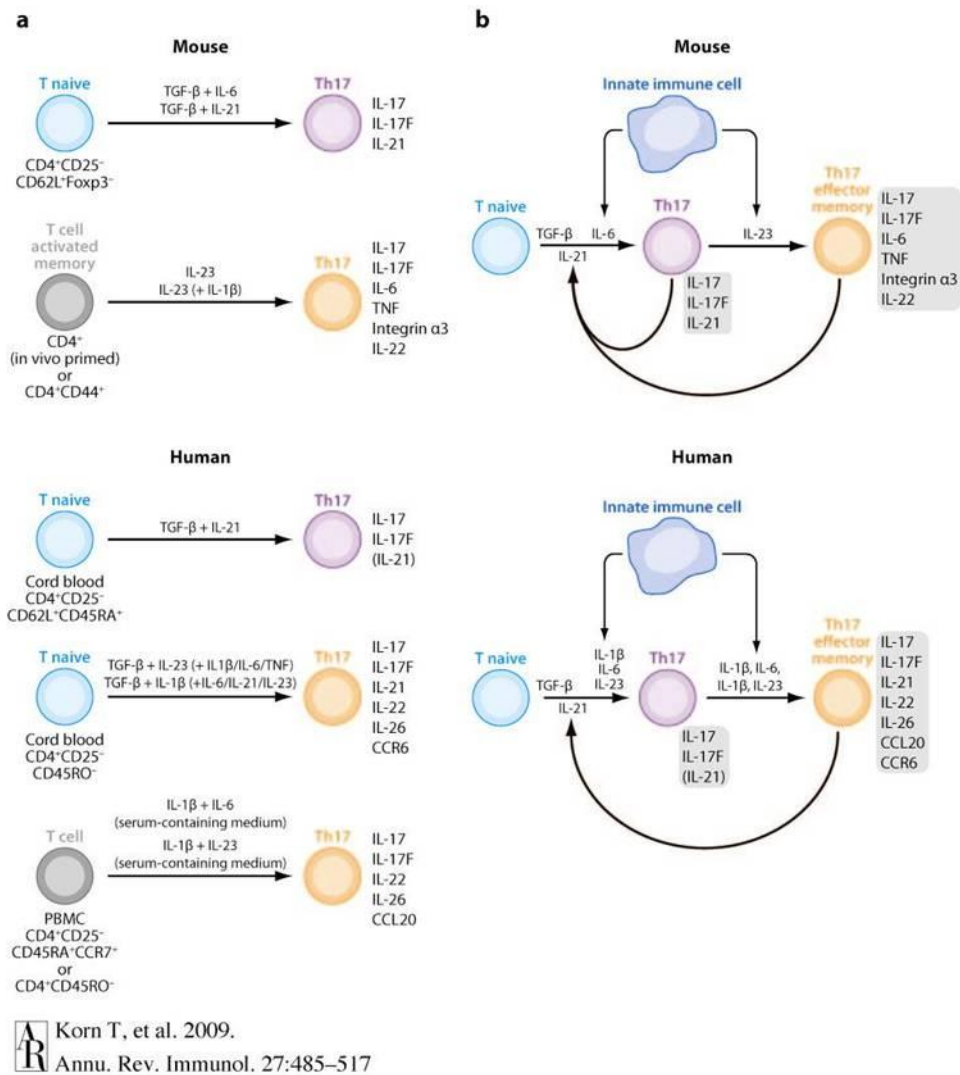 a
Mouse
T naive
TGF-β + IL-6
TGF-β + IL-21
Th17
IL-17
IL-17F
IL-21
CD4⁺CD25⁻
CD62L⁺Foxp3⁻
T cell
activated
memory
IL-23
IL-23 (+ IL-1β)
Th17
IL-17
IL-17F
IL-6
TNF
Integrin α3
IL-22
CD4⁺
(in vivo primed)
or
CD4⁺CD44⁺
Human
T naive
TGF-β + IL-21
Th17
IL-17
IL-17F
(IL-21)
Cord blood
CD4⁺CD25⁻
CD62L⁺CD45RA⁺
T naive
TGF-β + IL-23 (+ IL1β/IL-6/TNF)
TGF-β + IL-1β (+IL-6/IL-21/IL-23)
Th17
IL-17
IL-17F
IL-21
IL-22
IL-26
CCR6
Cord blood
CD4⁺CD25⁻
CD45RO⁻
T cell
IL-1β + IL-6
(serum-containing medium)
IL-1β + IL-23
(serum-containing medium)
Th17
IL-17
IL-17F
IL-22
IL-26
CCL20
PBMC
CD4⁺CD25⁻
CD45RA⁺CCR7⁺
or
CD4⁺CD45RO⁻
b
Mouse
Innate immune cell
T naive
TGF-β IL-6
IL-21
Th17
IL-17
IL-17F
IL-21
IL-23
Th17
effector
memory
IL-17
IL-17F
IL-6
TNF
Integrin α3
IL-22
Human
Innate immune cell
T naive
IL-1β
IL-6
IL-23
TGF-β
IL-21
Th17
IL-17
IL-17F
(IL-21)
IL-1β, IL-6,
IL-1β, IL-23
Th17
effector
memory
IL-17
IL-17F
IL-21
IL-22
IL-26
CCL20
CCR6
AR
Korn T, et al. 2009.
Annu. Rev. Immunol. 27:485–517